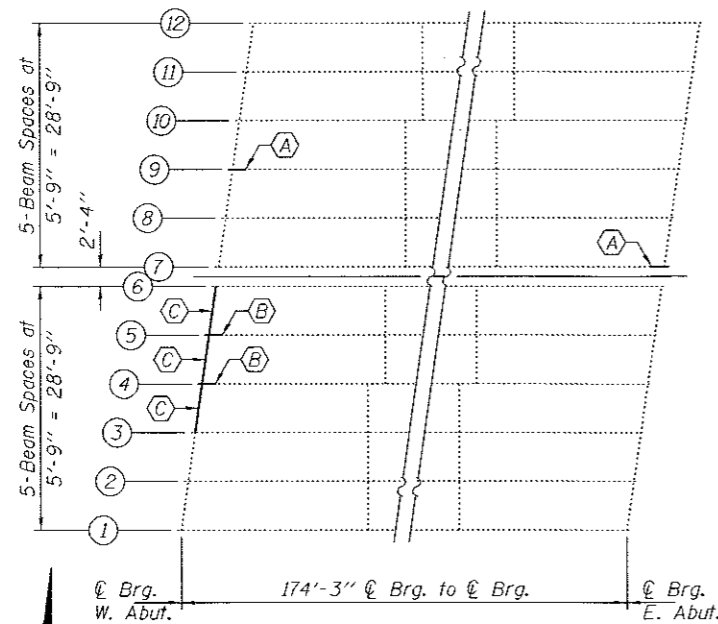 12
11
10
9
8
7
6
5
4
3
2
1
5-Beam Spaces at
5'-9" = 28'-9"
2'-4"
5-Beam Spaces at
5'-9" = 28'-9"
A
A
C
B
C
B
C
℄ Brg.
W. Abut.
174'-3" ℄ Brg. to ℄ Brg.
℄ Brg.
E. Abut.